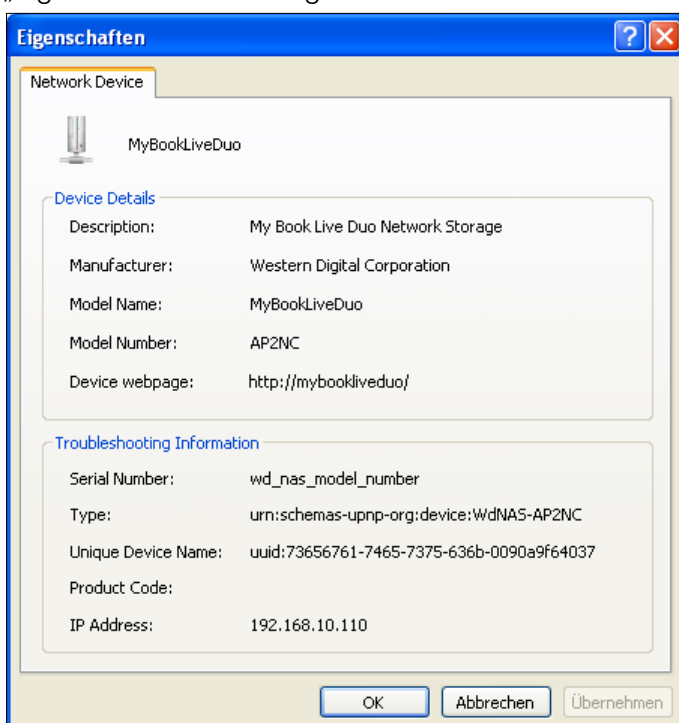 Eigenschaften
Network Device
MyBookLiveDuo
Device Details
Description: My Book Live Duo Network Storage
Manufacturer: Western Digital Corporation
Model Name: MyBookLiveDuo
Model Number: AP2NC
Device webpage: http://mybookliveduo/
Troubleshooting Information
Serial Number: wd_nas_model_number
Type: urn:schemas-upnp-org:device:WdNAS-AP2NC
Unique Device Name: uuid:73656761-7465-7375-636b-0090a9f64037
Product Code:
IP Address: 192.168.10.110
OK Abbrechen Übernehmen